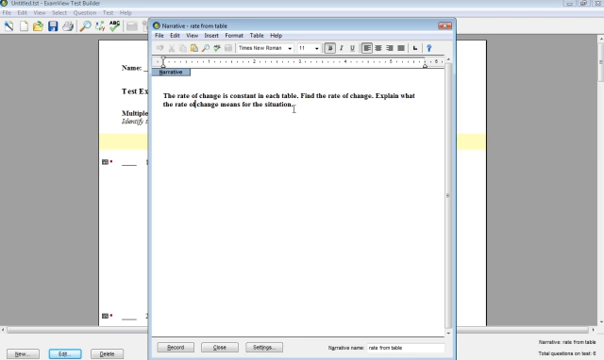 Untitled.tst - ExamView Test Builder
File Edit View Select Question Test Help
Narrative - rate from table
File Edit View Insert Format Table Help
Times New Roman 11 B I U L ?
Narrative
The rate of change is constant in each table. Find the rate of change. Explain what
the rate of change means for the situation.
Name:
Test Ex
Multiple
Identify t
Record Close Settings... Narrative name: rate from table
New... Edit... Delete
Narrative: rate from table
Total questions on test: 6